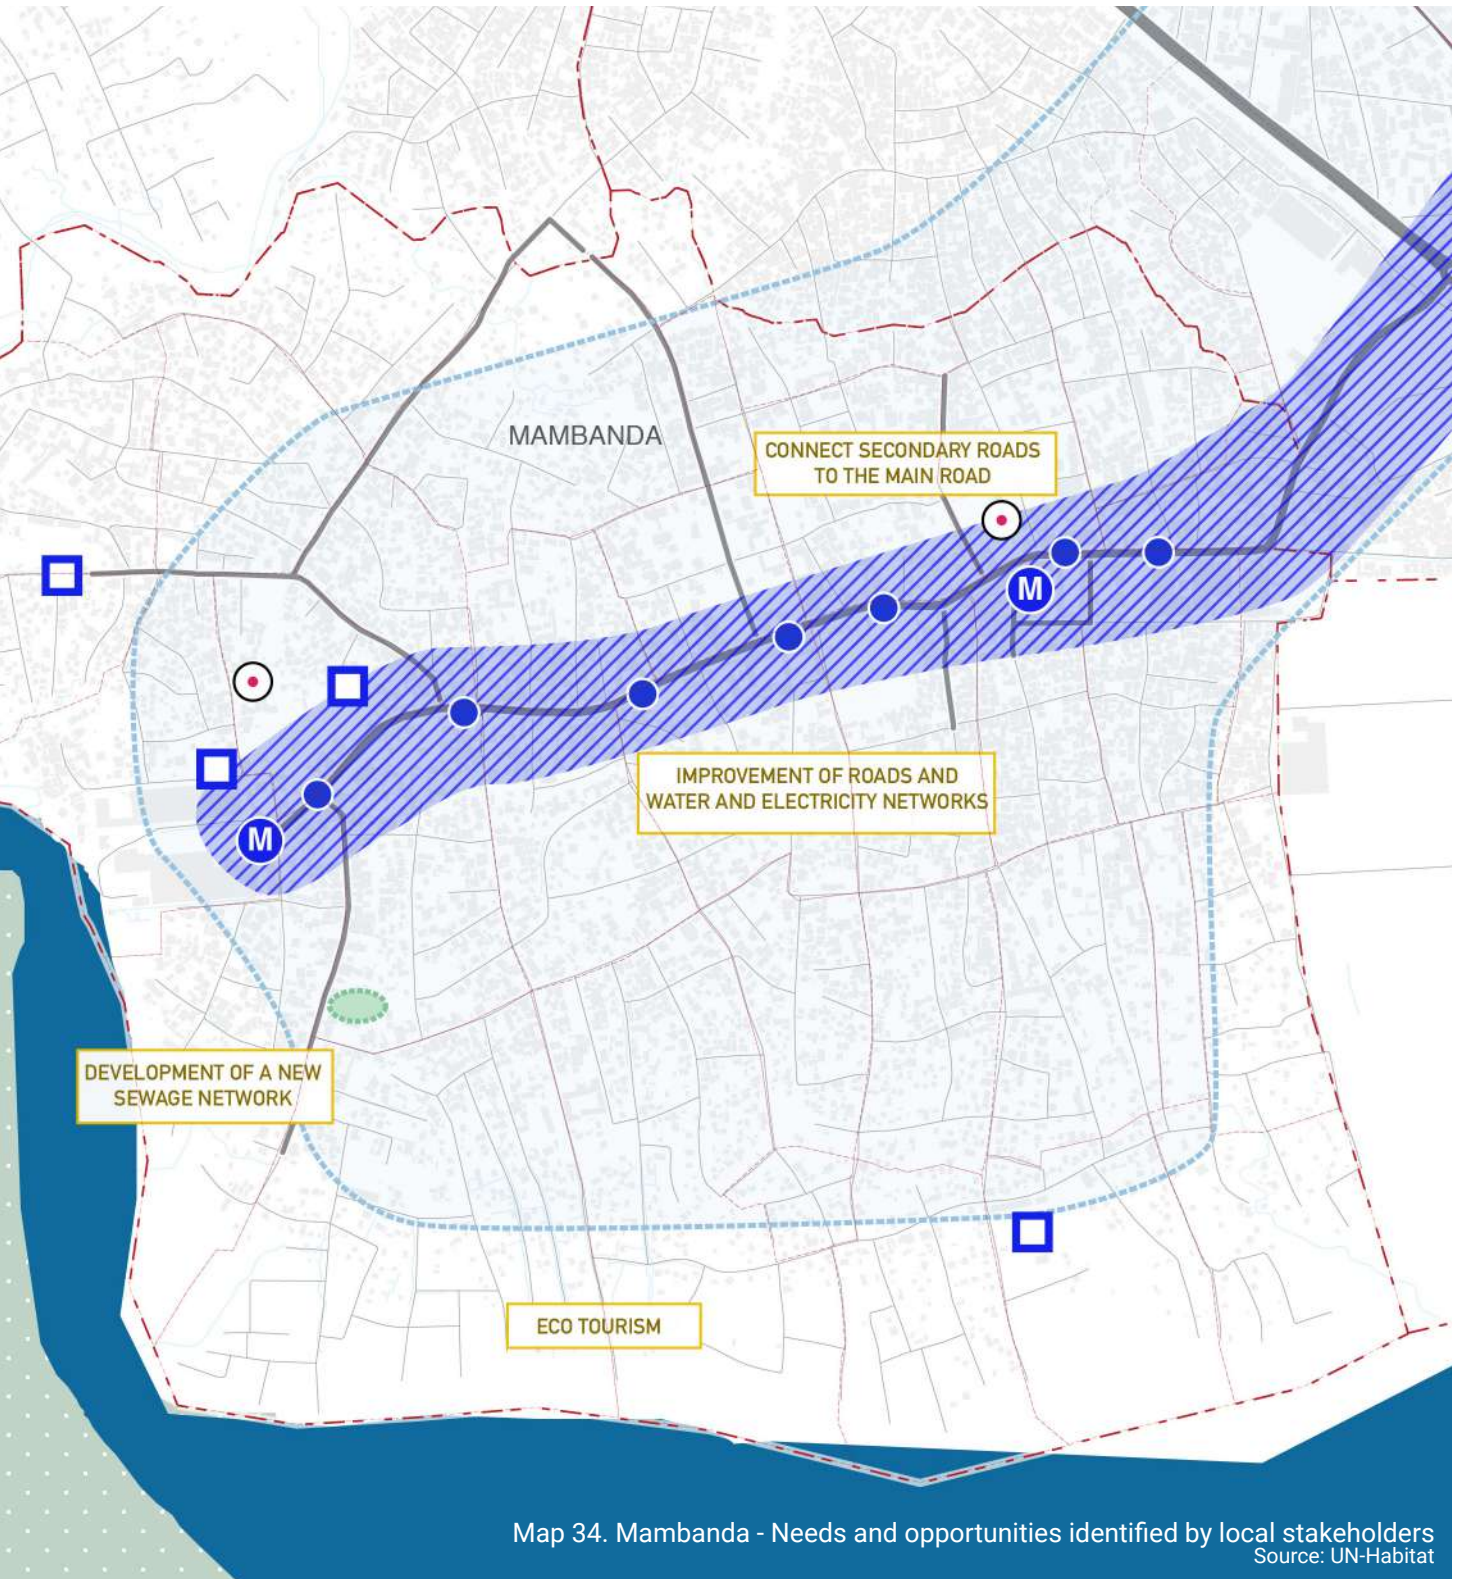 MAMBANDA
CONNECT SECONDARY ROADS
TO THE MAIN ROAD
M
IMPROVEMENT OF ROADS AND
WATER AND ELECTRICITY NETWORKS
M
DEVELOPMENT OF A NEW
SEWAGE NETWORK
ECO TOURISM
Map 34. Mambanda - Needs and opportunities identified by local stakeholders
Source: UN-Habitat